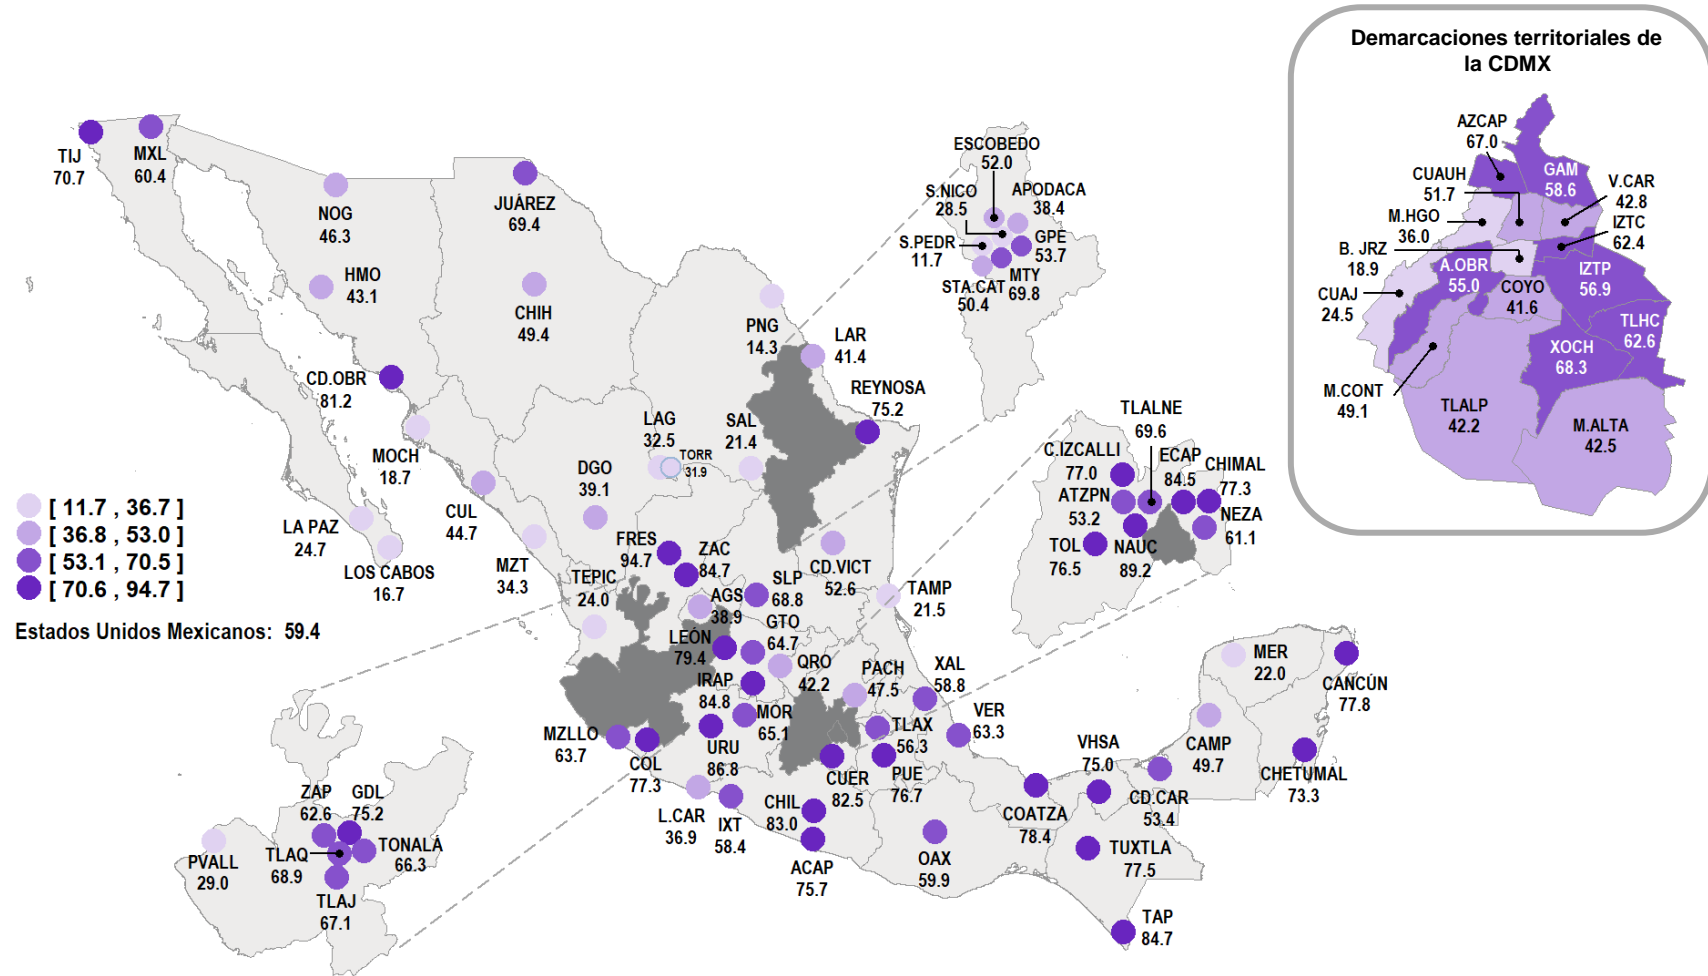 Demarcaciones territoriales de
la CDMX
AZCAP
67.0
GAM
58.6
CUAUH
51.7
V.CAR
42.8
M.HGO
36.0
IZTC
62.4
B. JRZ
18.9
A.OBR
55.0
IZTP
56.9
CUAJ
24.5
COYO
41.6
TLHC
62.6
XOCH
68.3
M.CONT
49.1
TLALP
42.2
M.ALTA
42.5
TIJ
70.7
MXL
60.4
NOG
46.3
JUÁREZ
69.4
HMO
43.1
CHIH
49.4
ESCOBEDO
52.0
S.NICO
28.5
APODACA
38.4
S.PEDR
11.7
GPE
53.7
MTY
69.8
STA.CAT
50.4
PNG
14.3
LAR
41.4
REYNOSA
75.2
CD.OBR
81.2
MOCH
18.7
LAG
32.5
TORR
31.9
SAL
21.4
DGO
39.1
CUL
44.7
LA PAZ
24.7
LOS CABOS
16.7
MZT
34.3
FRES
94.7
ZAC
84.7
TEPIC
24.0
AGS
38.9
SLP
68.8
CD.VICT
52.6
TAMP
21.5
TLALNE
69.6
C.IZCALLI
77.0
ECAP
84.5
CHIMAL
77.3
ATZPN
53.2
NEZA
61.1
TOL
76.5
NAUC
89.2
[ 11.7 , 36.7 ]
[ 36.8 , 53.0 ]
[ 53.1 , 70.5 ]
[ 70.6 , 94.7 ]
Estados Unidos Mexicanos: 59.4
LEÓN
79.4
GTO
64.7
IRAP
84.8
QRO
42.2
PACH
47.5
XAL
58.8
MER
22.0
CANCÚN
77.8
MZLLO
63.7
COL
77.3
URU
86.8
MOR
65.1
TLAX
56.3
VER
63.3
CUER
82.5
PUE
76.7
VHSA
75.0
CAMP
49.7
CHETUMAL
73.3
CD.CAR
53.4
COATZA
78.4
L.CAR
36.9
IXT
58.4
CHIL
83.0
ACAP
75.7
OAX
59.9
TUXTLA
77.5
TAP
84.7
ZAP
62.6
GDL
75.2
PVALL
29.0
TLAQ
68.9
TONALÁ
66.3
TLAJ
67.1